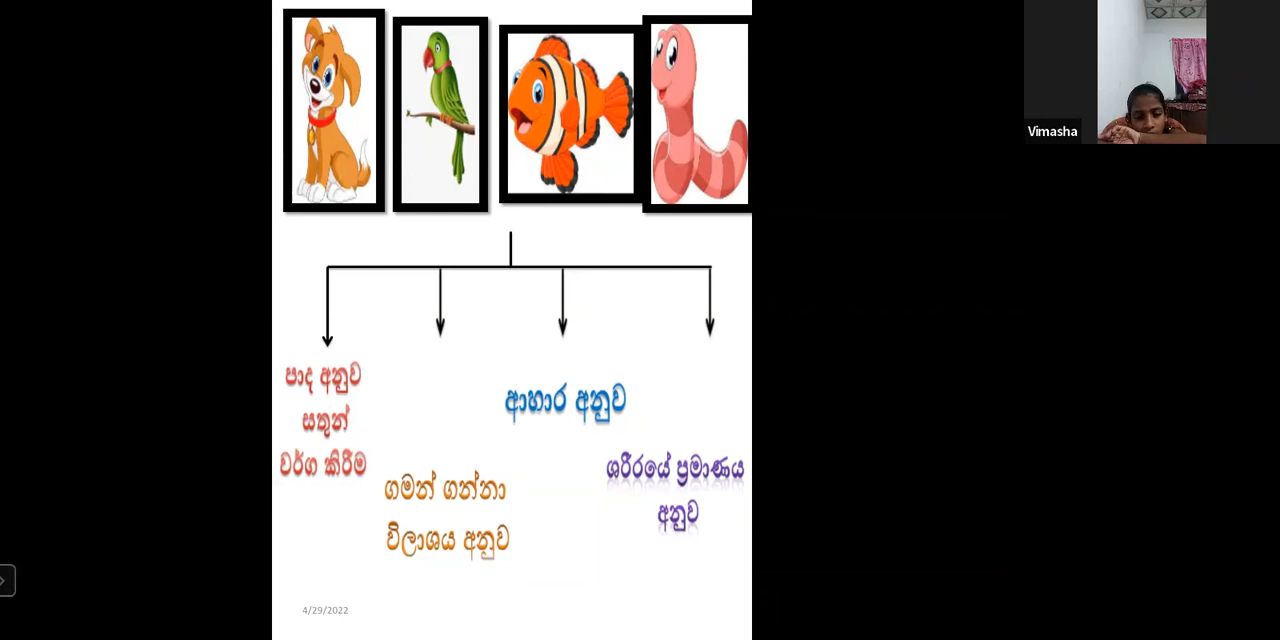 Vimasha
පාද අනුව
සතුන්
වර්ග කිරීම
ගමන් ගන්නා
විලාශය අනුව
ආහාර අනුව
ශරීරයේ ප්‍රමාණය
අනුව
4/29/2022